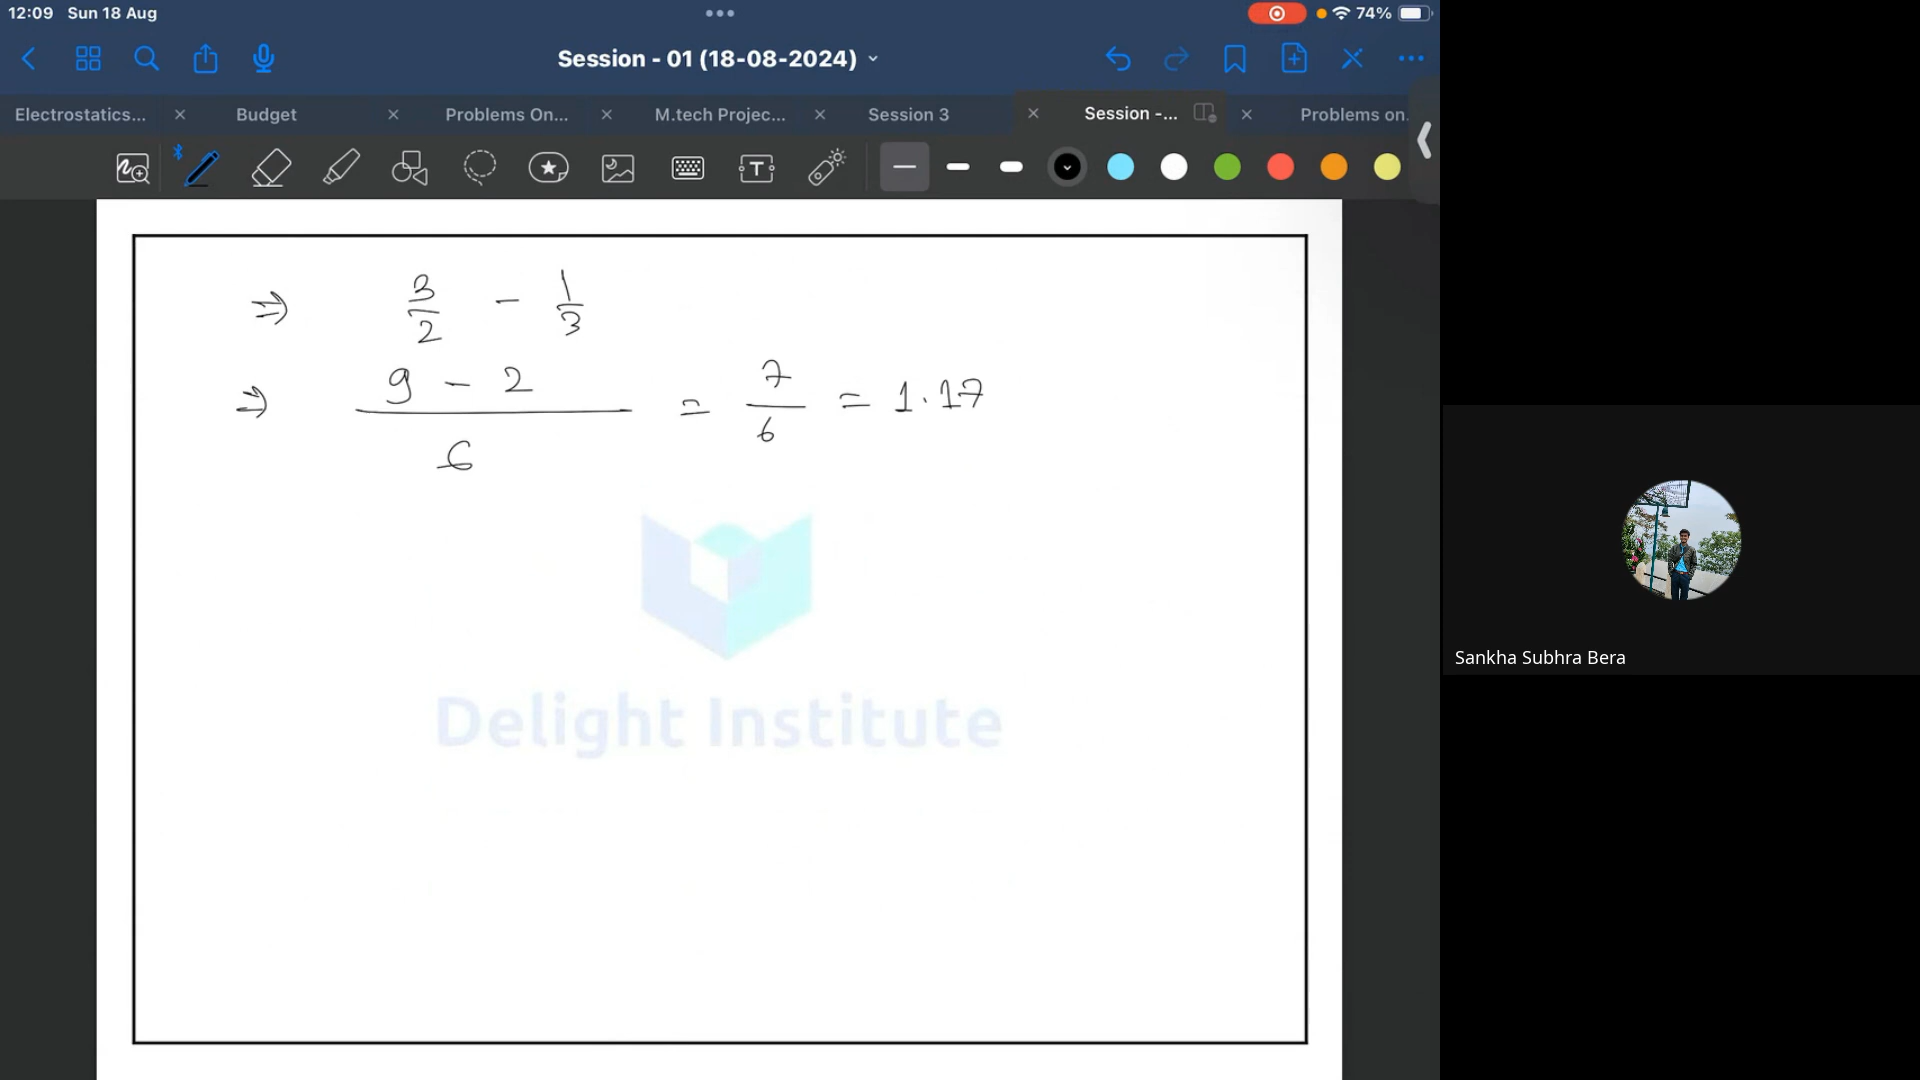 12:09 Sun 18 Aug
74%
Session - 01 (18-08-2024)
Electrostatics... Budget Problems On... M.tech Projec... Session 3 Session -... Problems on.
T
⇒ 3/2 - 1/3
⇒ (9 - 2)/6 = 7/6 = 1.17
Delight Institute
Sankha Subhra Bera